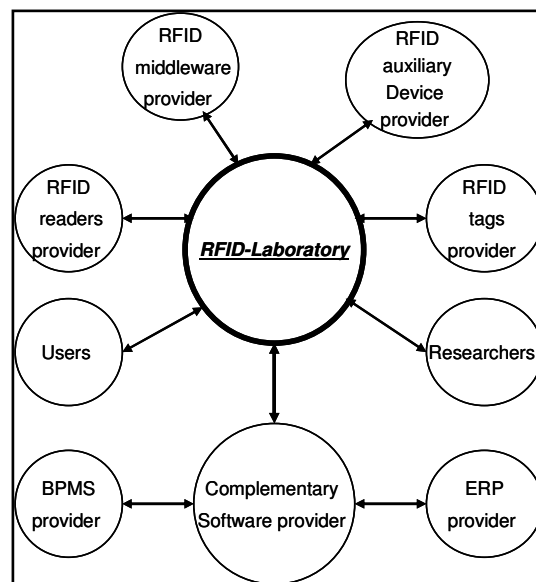 RFID
middleware
provider
RFID
auxiliary
Device
provider
RFID
readers
provider
RFID-Laboratory
RFID
tags
provider
Users
Researchers
BPMS
provider
Complementary
Software provider
ERP
provider